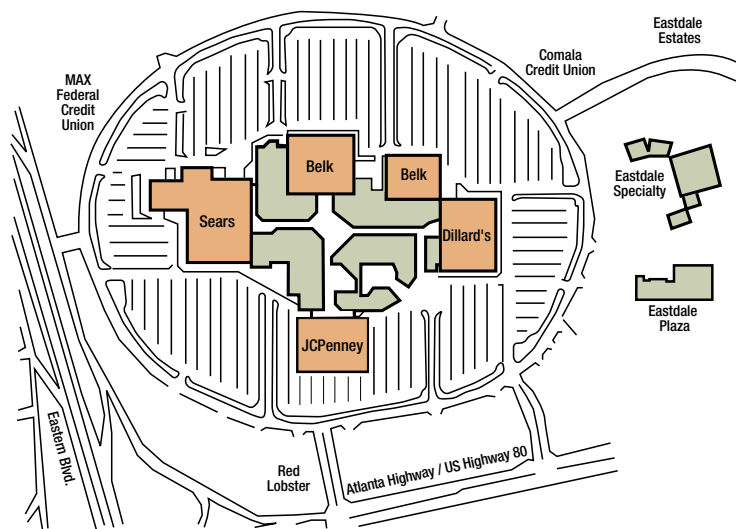 Eastdale
Estates
Comala
Credit Union
MAX
Federal
Credit
Union
Belk
Belk
Eastdale
Specialty
Sears
Dillard's
Eastdale
Plaza
JCPenney
Eastern Blvd.
Red
Lobster
Atlanta Highway / US Highway 80